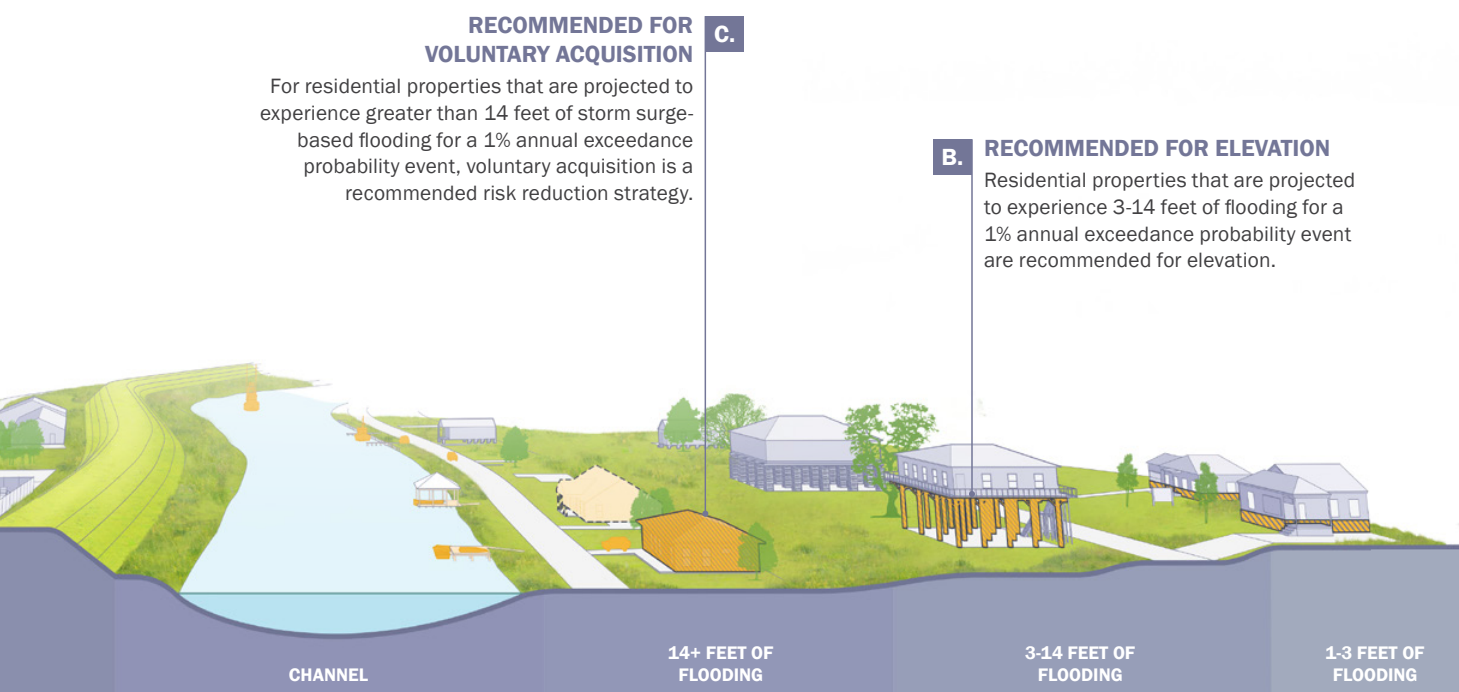 RECOMMENDED FOR
VOLUNTARY ACQUISITION
C.
For residential properties that are projected to
experience greater than 14 feet of storm surge-
based flooding for a 1% annual exceedance
probability event, voluntary acquisition is a
recommended risk reduction strategy.
B.
RECOMMENDED FOR ELEVATION
Residential properties that are projected
to experience 3-14 feet of flooding for a
1% annual exceedance probability event
are recommended for elevation.
CHANNEL
14+ FEET OF
FLOODING
3-14 FEET OF
FLOODING
1-3 FEET OF
FLOODING